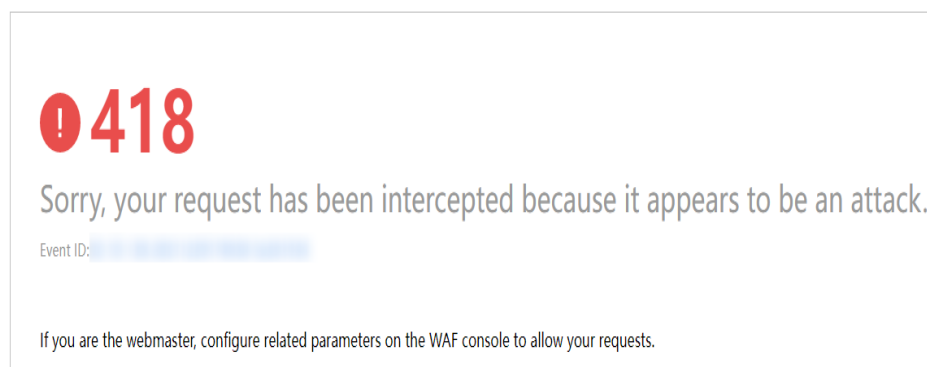 ! 418
Sorry, your request has been intercepted because it appears to be an attack.
Event ID:
If you are the webmaster, configure related parameters on the WAF console to allow your requests.